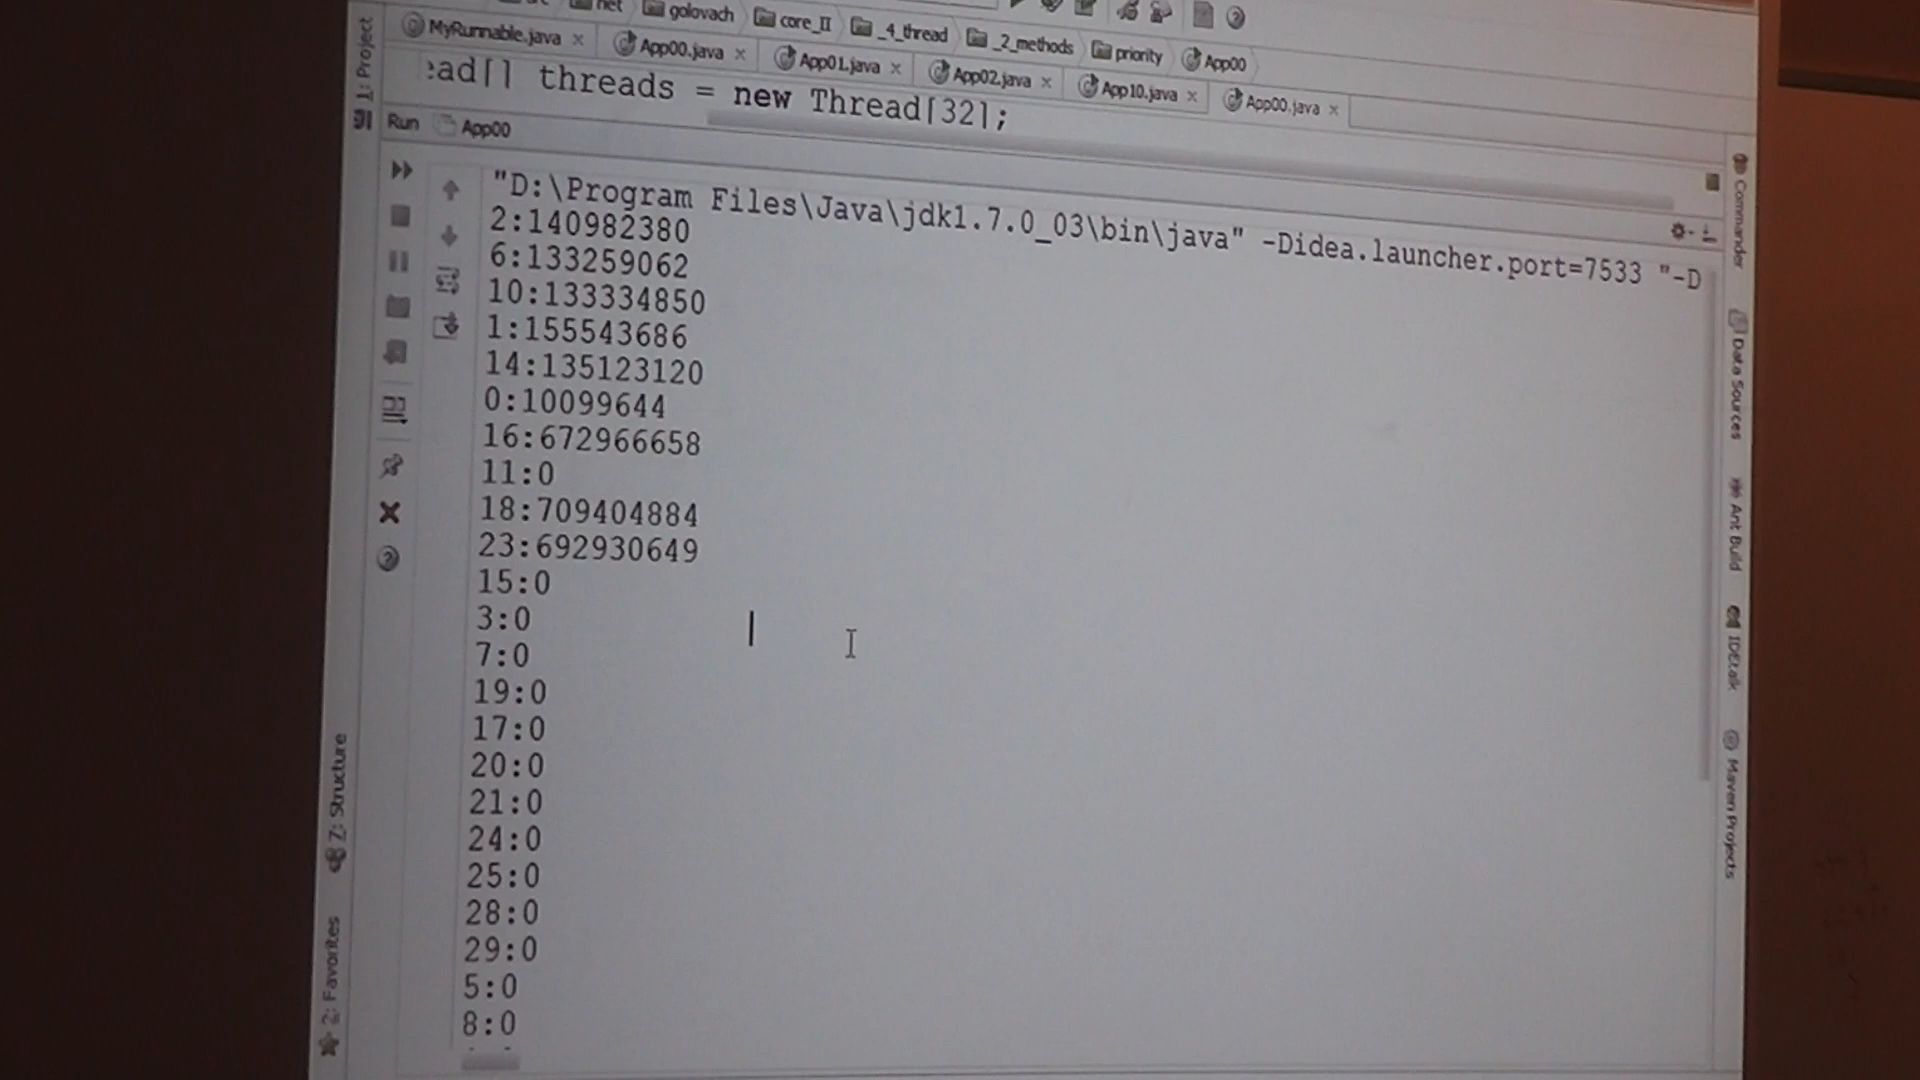 net golovach core_II _4_thread _2_methods priority App00
MyRunnable.java App00.java App01.java App02.java App10.java App00.java
ead[] threads = new Thread[32];
Run App00
"D:\Program Files\Java\jdk1.7.0_03\bin\java" -Didea.launcher.port=7533 "-D
2:140982380
6:133259062
10:133334850
1:155543686
14:135123120
0:10099644
16:672966658
11:0
18:709404884
23:692930649
15:0
3:0
7:0
19:0
17:0
20:0
21:0
24:0
25:0
28:0
29:0
5:0
8:0
1: Project
Z: Structure
2: Favorites
Commander
Data Sources
Ant Build
IDEtalk
Maven Projects